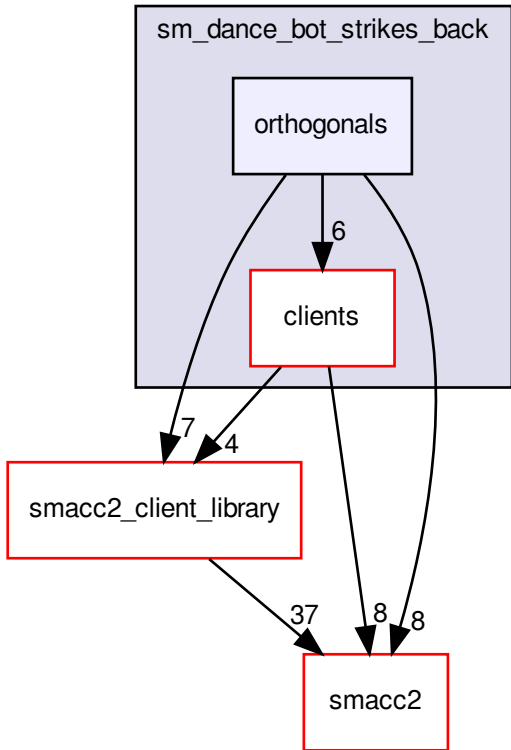 sm_dance_bot_strikes_back
orthogonals
6
clients
7
4
smacc2_client_library
37
8
8
smacc2